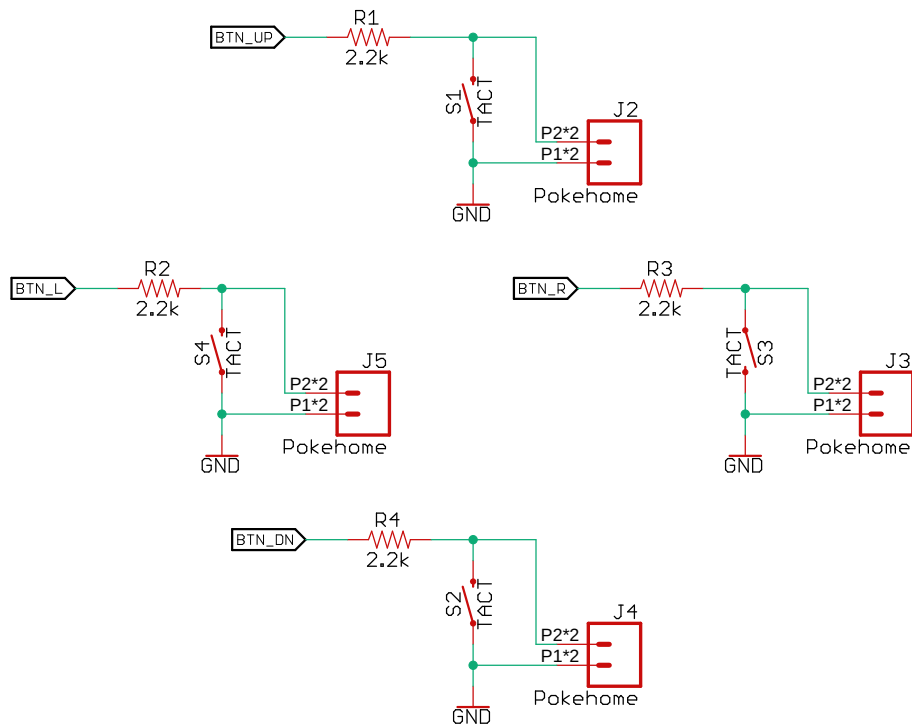 R1
BTN_UP
2.2k
S1
TACT
J2
P2*2
P1*2
Pokehome
GND
R2
BTN_L
2.2k
S4
TACT
J5
P2*2
P1*2
Pokehome
GND
R3
BTN_R
2.2k
TACT
S3
J3
P2*2
P1*2
Pokehome
GND
R4
BTN_DN
2.2k
S2
TACT
J4
P2*2
P1*2
Pokehome
GND